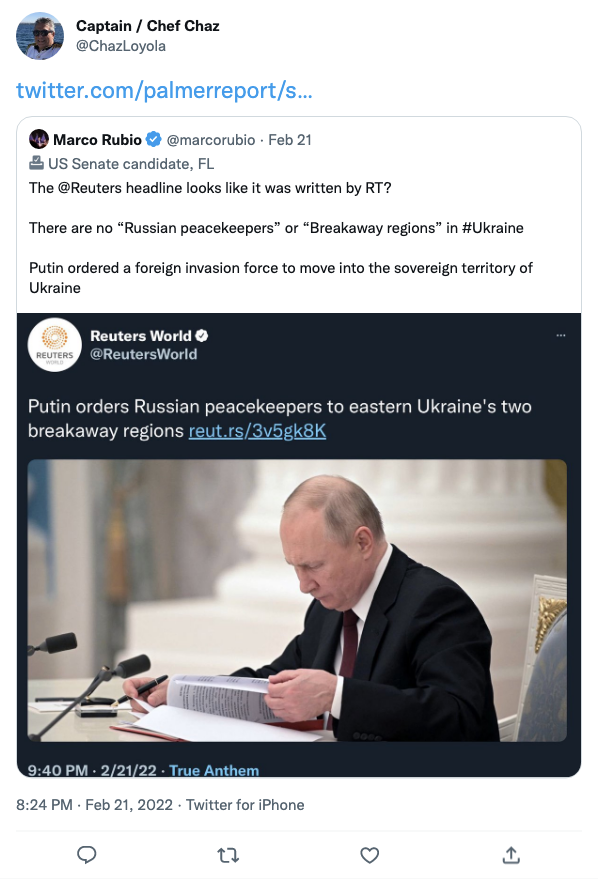 Captain / Chef Chaz
@ChazLoyola
twitter.com/palmerreport/s...
Marco Rubio @marcorubio · Feb 21
US Senate candidate, FL
The @Reuters headline looks like it was written by RT?
There are no “Russian peacekeepers” or “Breakaway regions” in #Ukraine
Putin ordered a foreign invasion force to move into the sovereign territory of
Ukraine
REUTERS
WORLD
Reuters World
@ReutersWorld
Putin orders Russian peacekeepers to eastern Ukraine's two
breakaway regions reut.rs/3v5gk8K
9:40 PM · 2/21/22 · True Anthem
8:24 PM · Feb 21, 2022 · Twitter for iPhone